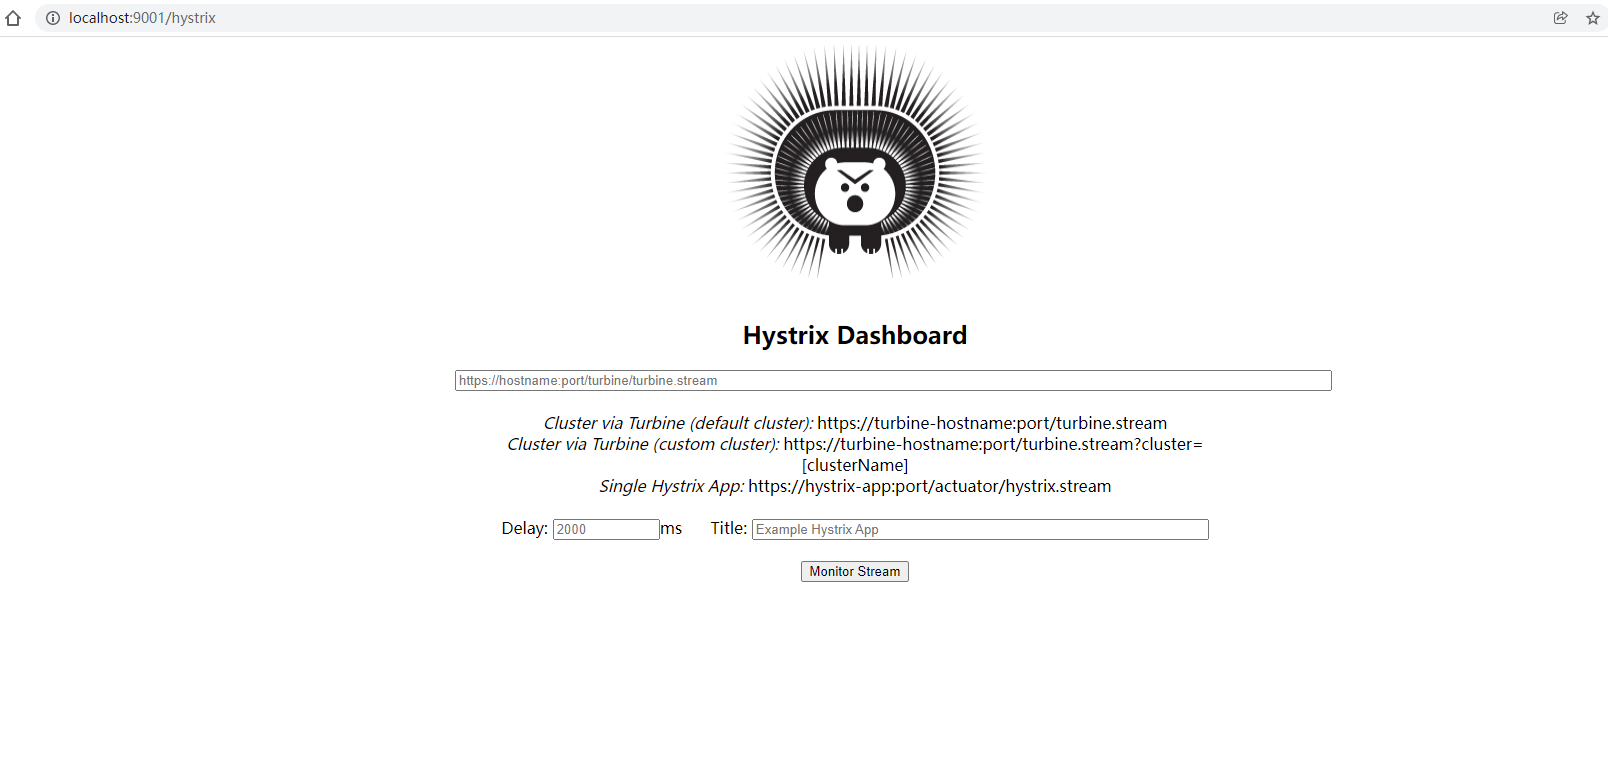 localhost:9001/hystrix
Hystrix Dashboard
https://hostname:port/turbine/turbine.stream
Cluster via Turbine (default cluster): https://turbine-hostname:port/turbine.stream
Cluster via Turbine (custom cluster): https://turbine-hostname:port/turbine.stream?cluster=
[clusterName]
Single Hystrix App: https://hystrix-app:port/actuator/hystrix.stream
Delay: 2000 ms Title: Example Hystrix App
Monitor Stream